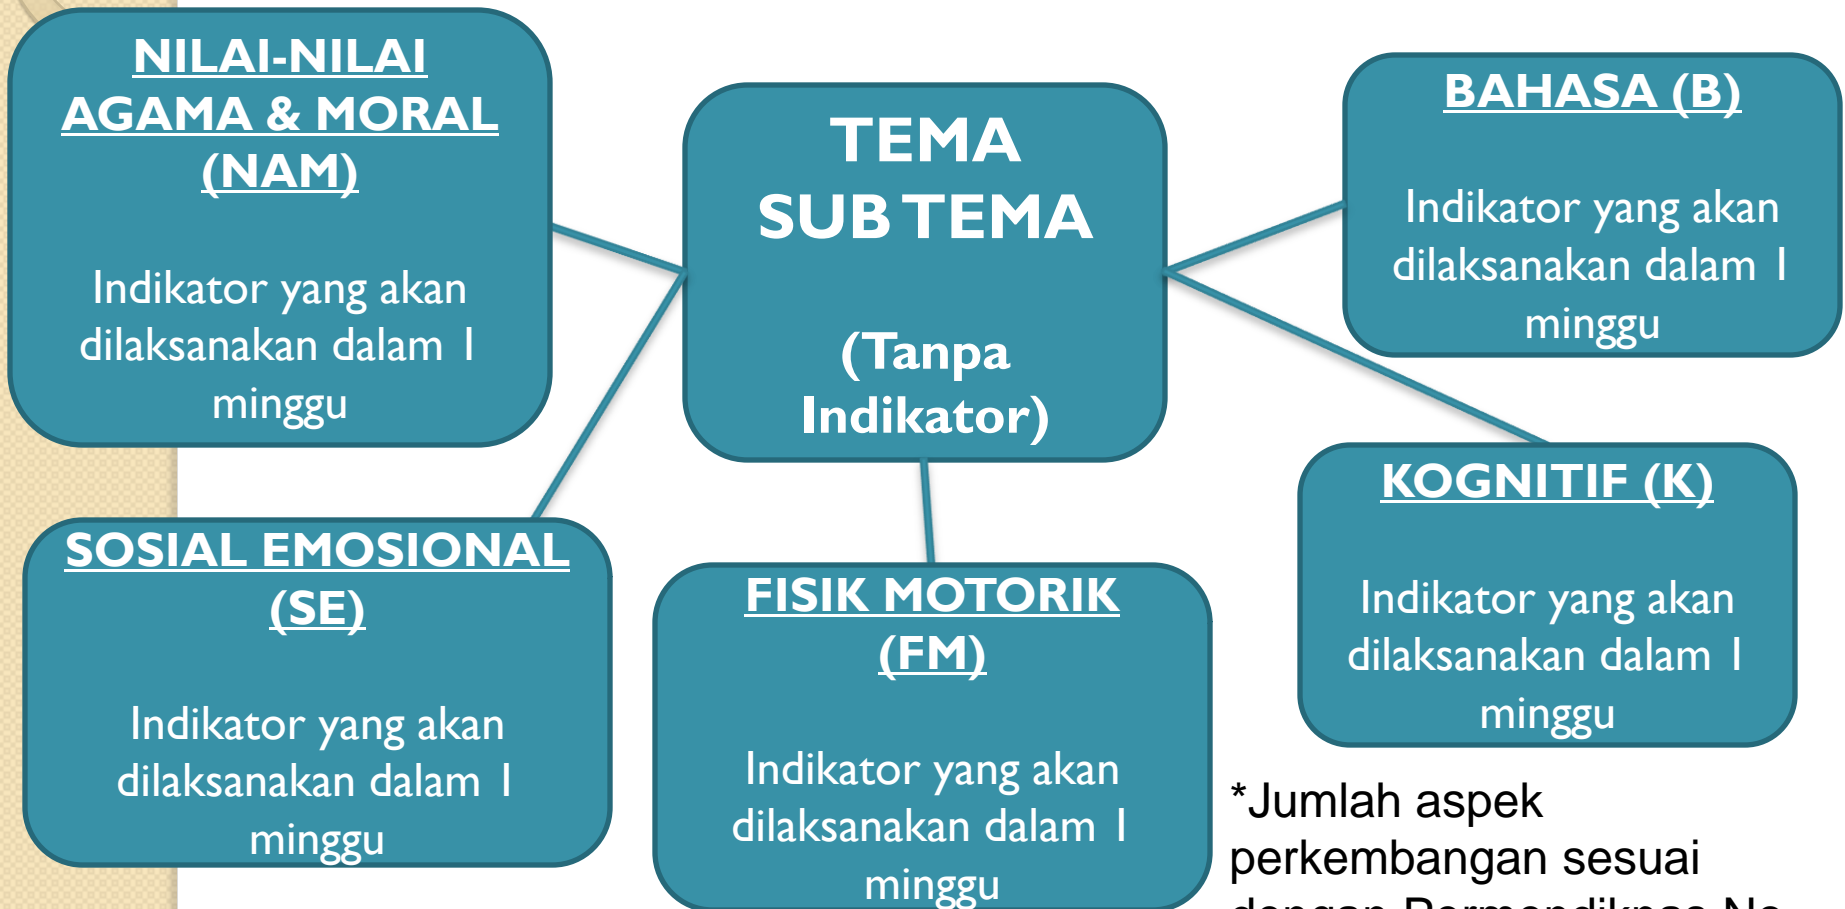 NILAI-NILAI
AGAMA & MORAL
(NAM)
Indikator yang akan
dilaksanakan dalam 1
minggu
TEMA
SUB TEMA
(Tanpa
Indikator)
BAHASA (B)
Indikator yang akan
dilaksanakan dalam 1
minggu
SOSIAL EMOSIONAL
(SE)
Indikator yang akan
dilaksanakan dalam 1
minggu
FISIK MOTORIK
(FM)
Indikator yang akan
dilaksanakan dalam 1
minggu
KOGNITIF (K)
Indikator yang akan
dilaksanakan dalam 1
minggu
*Jumlah aspek
perkembangan sesuai
dengan Permendiknas No